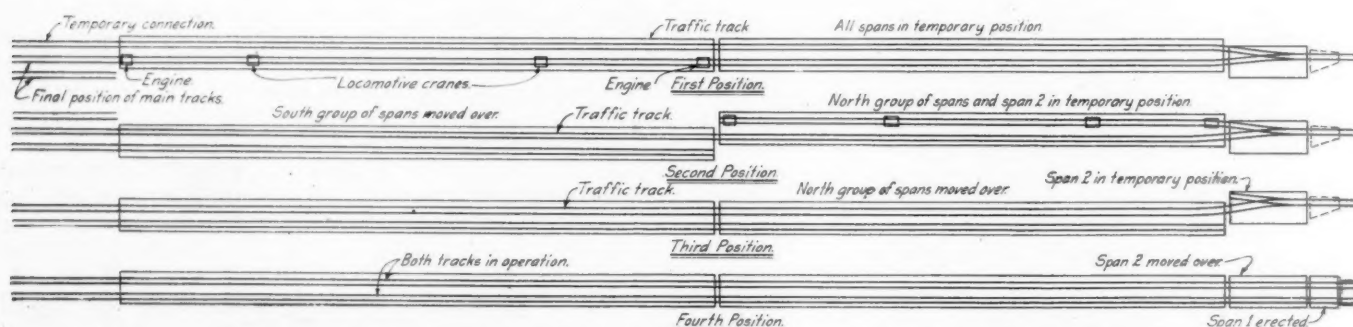 Temporary connection.
Traffic track
All spans in temporary position
Engine.
Locomotive cranes.
Engine
First Position.
Final position of main tracks.
South group of spans moved over.
Traffic track.
North group of spans and span 2 in temporary position.
Second Position
Traffic track.
North group of spans moved over.
Span 2 in temporary position.
Third Position.
Both tracks in operation.
Span 2 moved over.
Fourth Position.
Span 1 erected